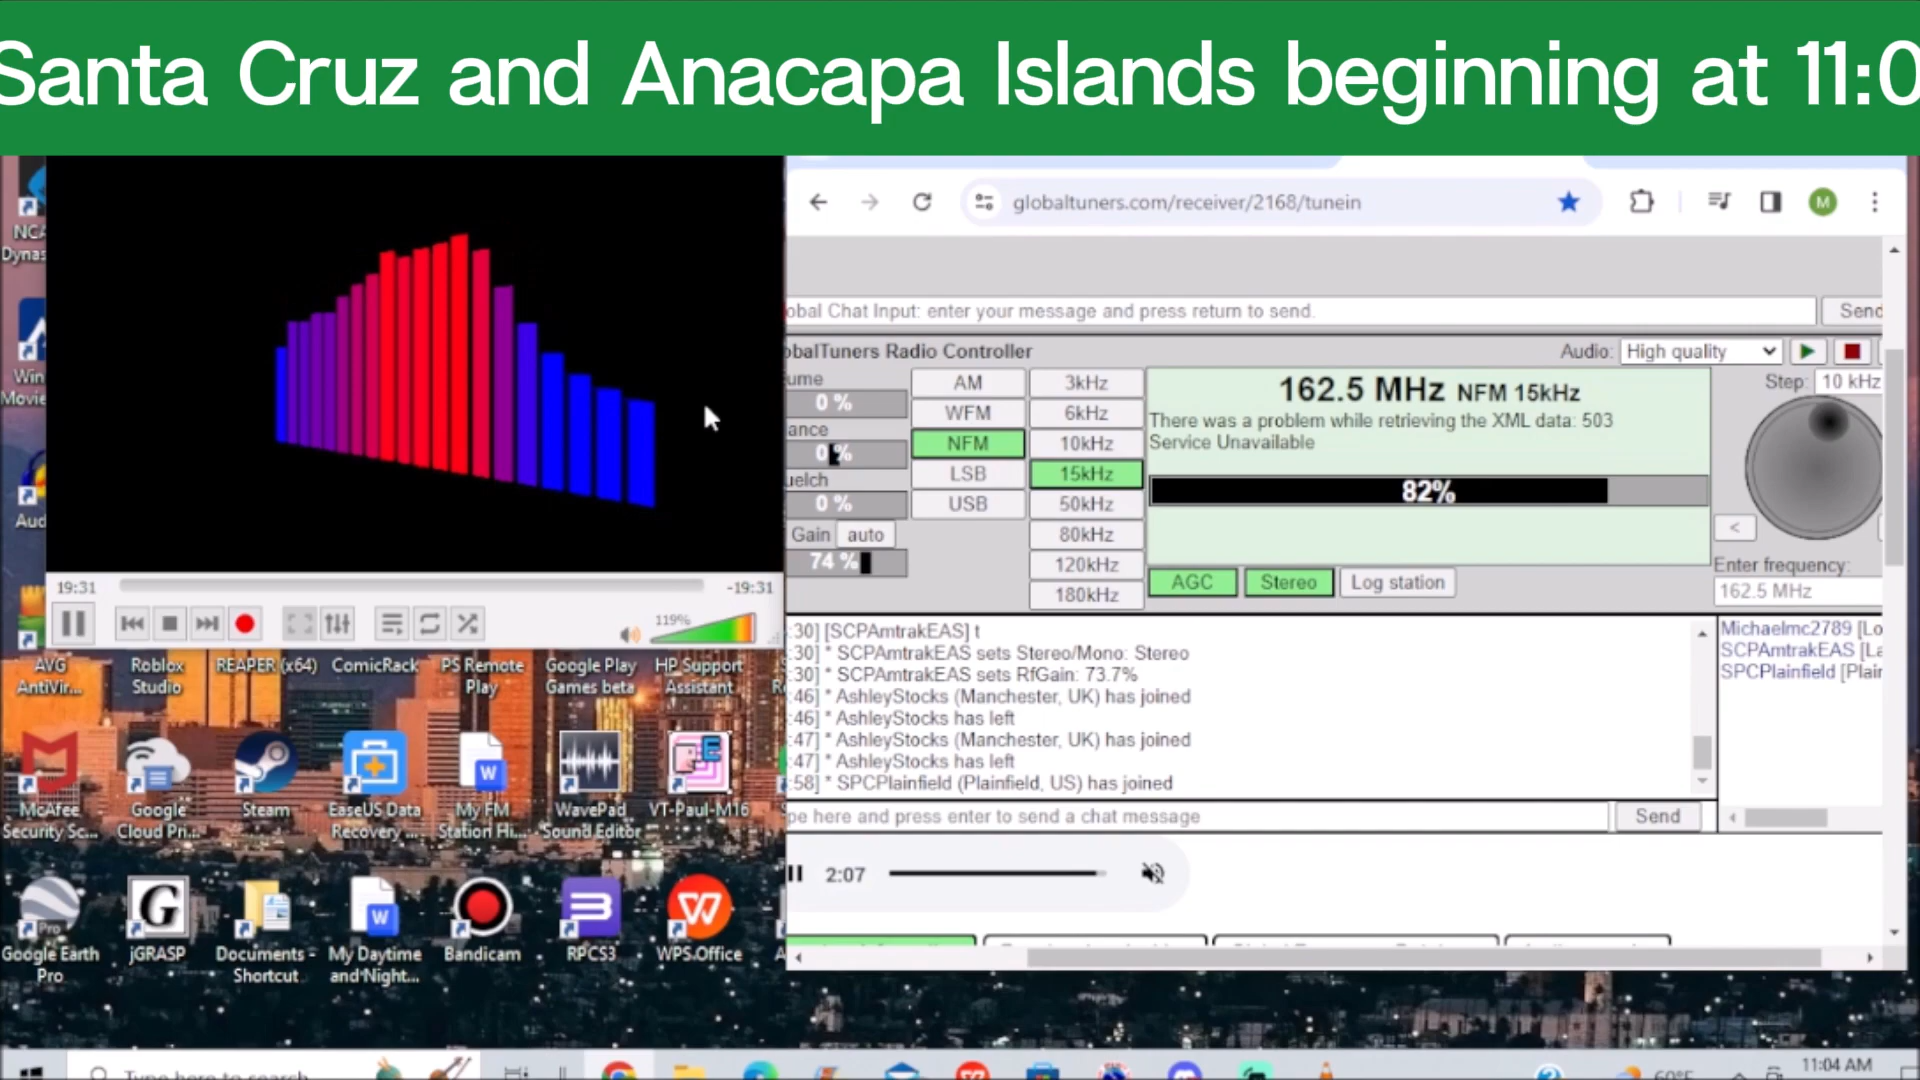 Santa Cruz and Anacapa Islands beginning at 11:0
globaltuners.com/receiver/2168/tunein
M
obal Chat Input: enter your message and press return to send.
Send
obalTuners Radio Controller
Audio: High quality
ume
0 %
AM
3kHz
162.5 MHz NFM 15kHz
Step: 10 kHz
WFM
6kHz
There was a problem while retrieving the XML data: 503
Service Unavailable
ance
0 %
NFM
10kHz
uelch
LSB
15kHz
82%
0 %
USB
50kHz
Gain auto
80kHz
<
74 %
120kHz
Enter frequency:
AGC Stereo Log station
180kHz
162.5 MHz
19:31
-19:31
119%
:30] [SCPAmtrakEAS] t
:30] * SCPAmtrakEAS sets Stereo/Mono: Stereo
:30] * SCPAmtrakEAS sets RfGain: 73.7%
:46] * AshleyStocks (Manchester, UK) has joined
:46] * AshleyStocks has left
:47] * AshleyStocks (Manchester, UK) has joined
:47] * AshleyStocks has left
:58] * SPCPlainfield (Plainfield, US) has joined
Michaelmc2789 [Lo
SCPAmtrakEAS [La
SPCPlainfield [Plain
pe here and press enter to send a chat message
Send
2:07
NCA
Dynas
Win
Movie
Aud
AVG
AntiVir...
Roblox
Studio
REAPER (x64)
ComicRack
PS Remote
Play
Google Play
Games beta
HP Support
Assistant
McAfee
Security Sc...
Google
Cloud Pri...
Steam
EaseUS Data
Recovery ...
My FM
Station Hi...
WavePad
Sound Editor
VT-Paul-M16
Google Earth
Pro
jGRASP
Documents -
Shortcut
My Daytime
and Night...
Bandicam
RPCS3
WPS Office
Type here to search
60°F
11:04 AM